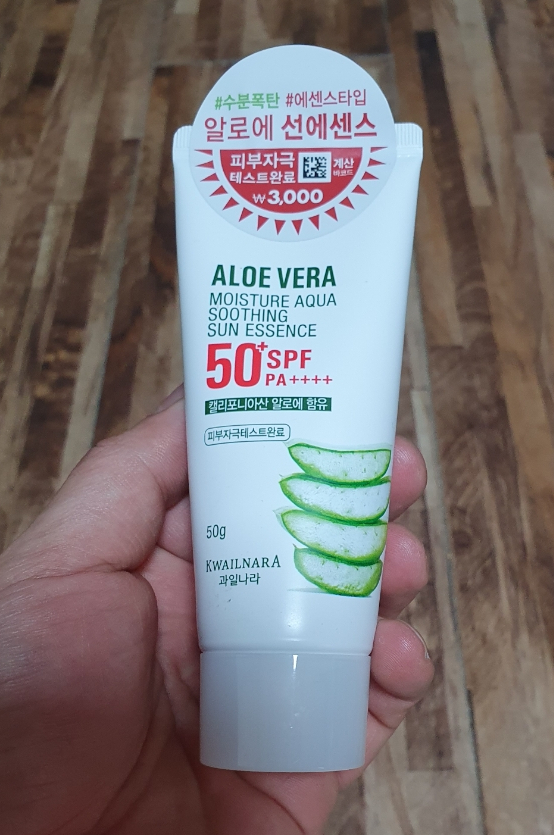 #수분폭탄 #에센스타입
알로에 선에센스
피부자극
테스트완료
계산
바코드
₩3,000
ALOE VERA
MOISTURE AQUA
SOOTHING
SUN ESSENCE
50+ SPF
PA++++
캘리포니아산 알로에 함유
피부자극테스트완료
50g
KWAILNARA
과일나라